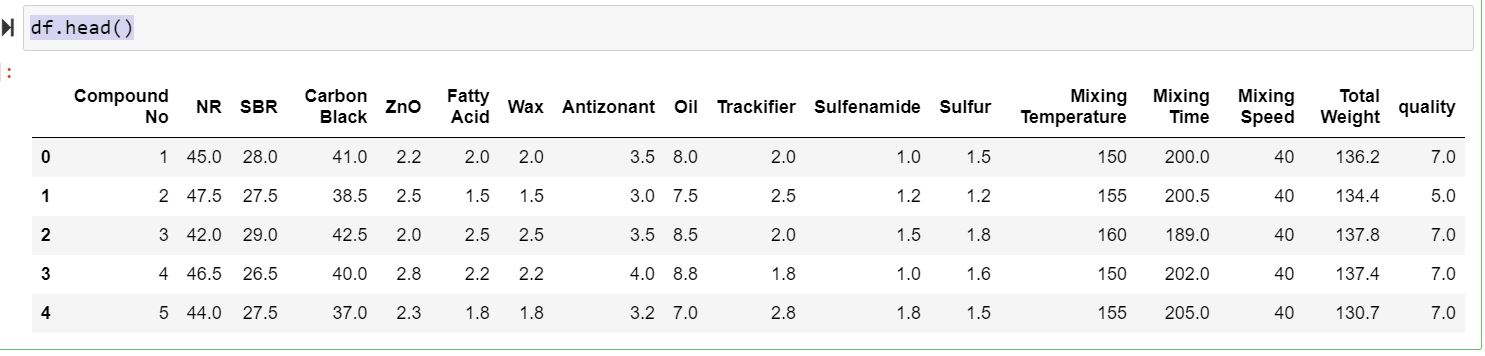 df.head()
:
Compound No NR SBR Carbon Black ZnO Fatty Acid Wax Antizonant Oil Trackifier Sulfenamide Sulfur Mixing Temperature Mixing Time Mixing Speed Total Weight quality
0 1 45.0 28.0 41.0 2.2 2.0 2.0 3.5 8.0 2.0 1.0 1.5 150 200.0 40 136.2 7.0
1 2 47.5 27.5 38.5 2.5 1.5 1.5 3.0 7.5 2.5 1.2 1.2 155 200.5 40 134.4 5.0
2 3 42.0 29.0 42.5 2.0 2.5 2.5 3.5 8.5 2.0 1.5 1.8 160 189.0 40 137.8 7.0
3 4 46.5 26.5 40.0 2.8 2.2 2.2 4.0 8.8 1.8 1.0 1.6 150 202.0 40 137.4 7.0
4 5 44.0 27.5 37.0 2.3 1.8 1.8 3.2 7.0 2.8 1.8 1.5 155 205.0 40 130.7 7.0